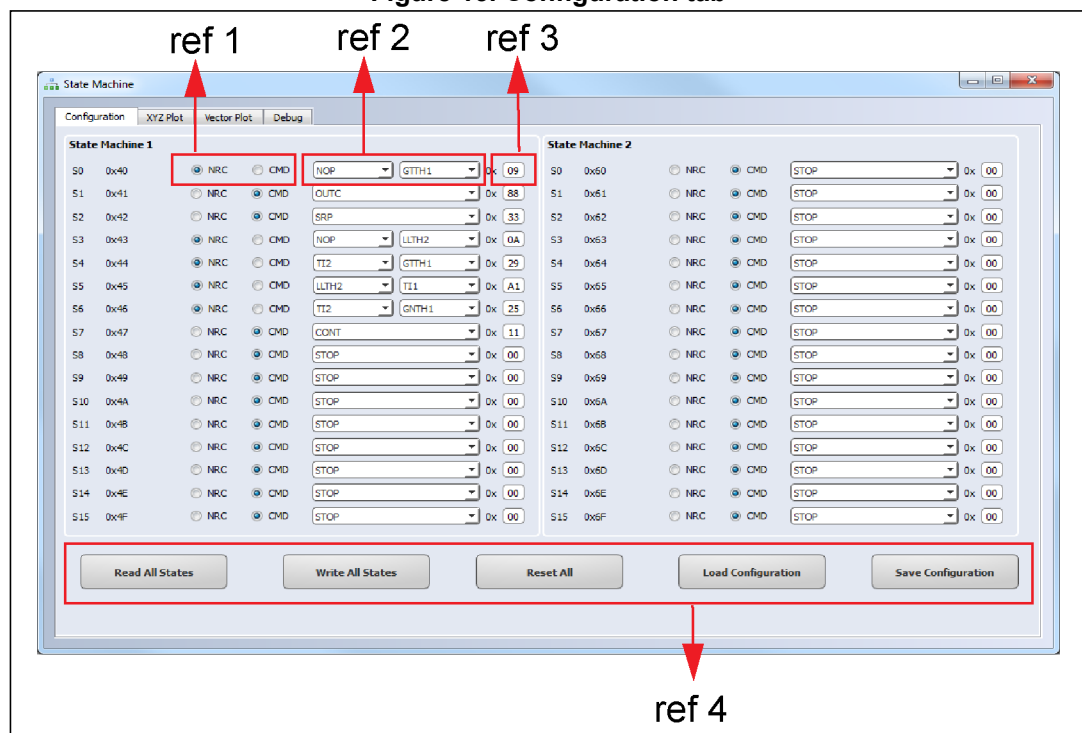 Figure 16. Configuration tab
ref 1 ref 2 ref 3
State Machine
Configuration XYZ Plot Vector Plot Debug
State Machine 1 State Machine 2
S0 0x40 NRC CMD NOP GTTH1 0x 09 S0 0x60 NRC CMD STOP 0x 00
S1 0x41 NRC CMD OUTC 0x 88 S1 0x61 NRC CMD STOP 0x 00
S2 0x42 NRC CMD SRP 0x 33 S2 0x62 NRC CMD STOP 0x 00
S3 0x43 NRC CMD NOP LLTH2 0x 0A S3 0x63 NRC CMD STOP 0x 00
S4 0x44 NRC CMD TI2 GTTH1 0x 29 S4 0x64 NRC CMD STOP 0x 00
S5 0x45 NRC CMD LLTH2 TI1 0x A1 S5 0x65 NRC CMD STOP 0x 00
S6 0x46 NRC CMD TI2 GNTH1 0x 25 S6 0x66 NRC CMD STOP 0x 00
S7 0x47 NRC CMD CONT 0x 11 S7 0x67 NRC CMD STOP 0x 00
S8 0x48 NRC CMD STOP 0x 00 S8 0x68 NRC CMD STOP 0x 00
S9 0x49 NRC CMD STOP 0x 00 S9 0x69 NRC CMD STOP 0x 00
S10 0x4A NRC CMD STOP 0x 00 S10 0x6A NRC CMD STOP 0x 00
S11 0x4B NRC CMD STOP 0x 00 S11 0x6B NRC CMD STOP 0x 00
S12 0x4C NRC CMD STOP 0x 00 S12 0x6C NRC CMD STOP 0x 00
S13 0x4D NRC CMD STOP 0x 00 S13 0x6D NRC CMD STOP 0x 00
S14 0x4E NRC CMD STOP 0x 00 S14 0x6E NRC CMD STOP 0x 00
S15 0x4F NRC CMD STOP 0x 00 S15 0x6F NRC CMD STOP 0x 00
Read All States Write All States Reset All Load Configuration Save Configuration
ref 4